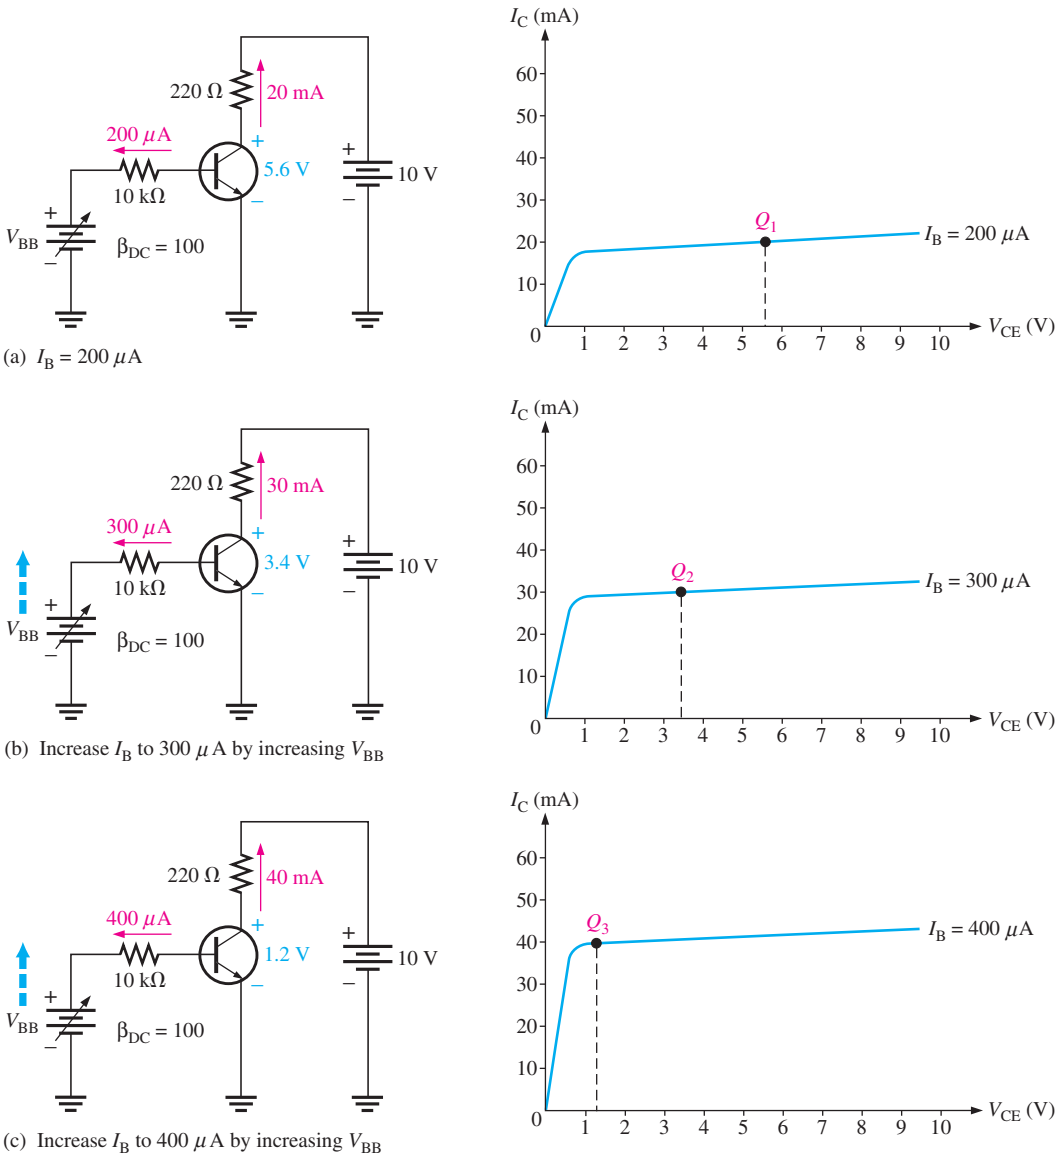 I_C (mA)
220 Ω
20 mA
200 μA
+
5.6 V
−
10 kΩ
+
10 V
−
+
V_BB
−
β_DC = 100
60
50
40
30
20
10
0
Q_1
I_B = 200 μA
1 2 3 4 5 6 7 8 9 10
V_CE (V)
(a) I_B = 200 μA
I_C (mA)
220 Ω
30 mA
300 μA
+
3.4 V
−
10 kΩ
+
10 V
−
+
V_BB
−
β_DC = 100
60
50
40
30
20
10
0
Q_2
I_B = 300 μA
1 2 3 4 5 6 7 8 9 10
V_CE (V)
(b) Increase I_B to 300 μA by increasing V_BB
I_C (mA)
220 Ω
40 mA
400 μA
+
1.2 V
−
10 kΩ
+
10 V
−
+
V_BB
−
β_DC = 100
60
50
40
30
20
10
0
Q_3
I_B = 400 μA
1 2 3 4 5 6 7 8 9 10
V_CE (V)
(c) Increase I_B to 400 μA by increasing V_BB